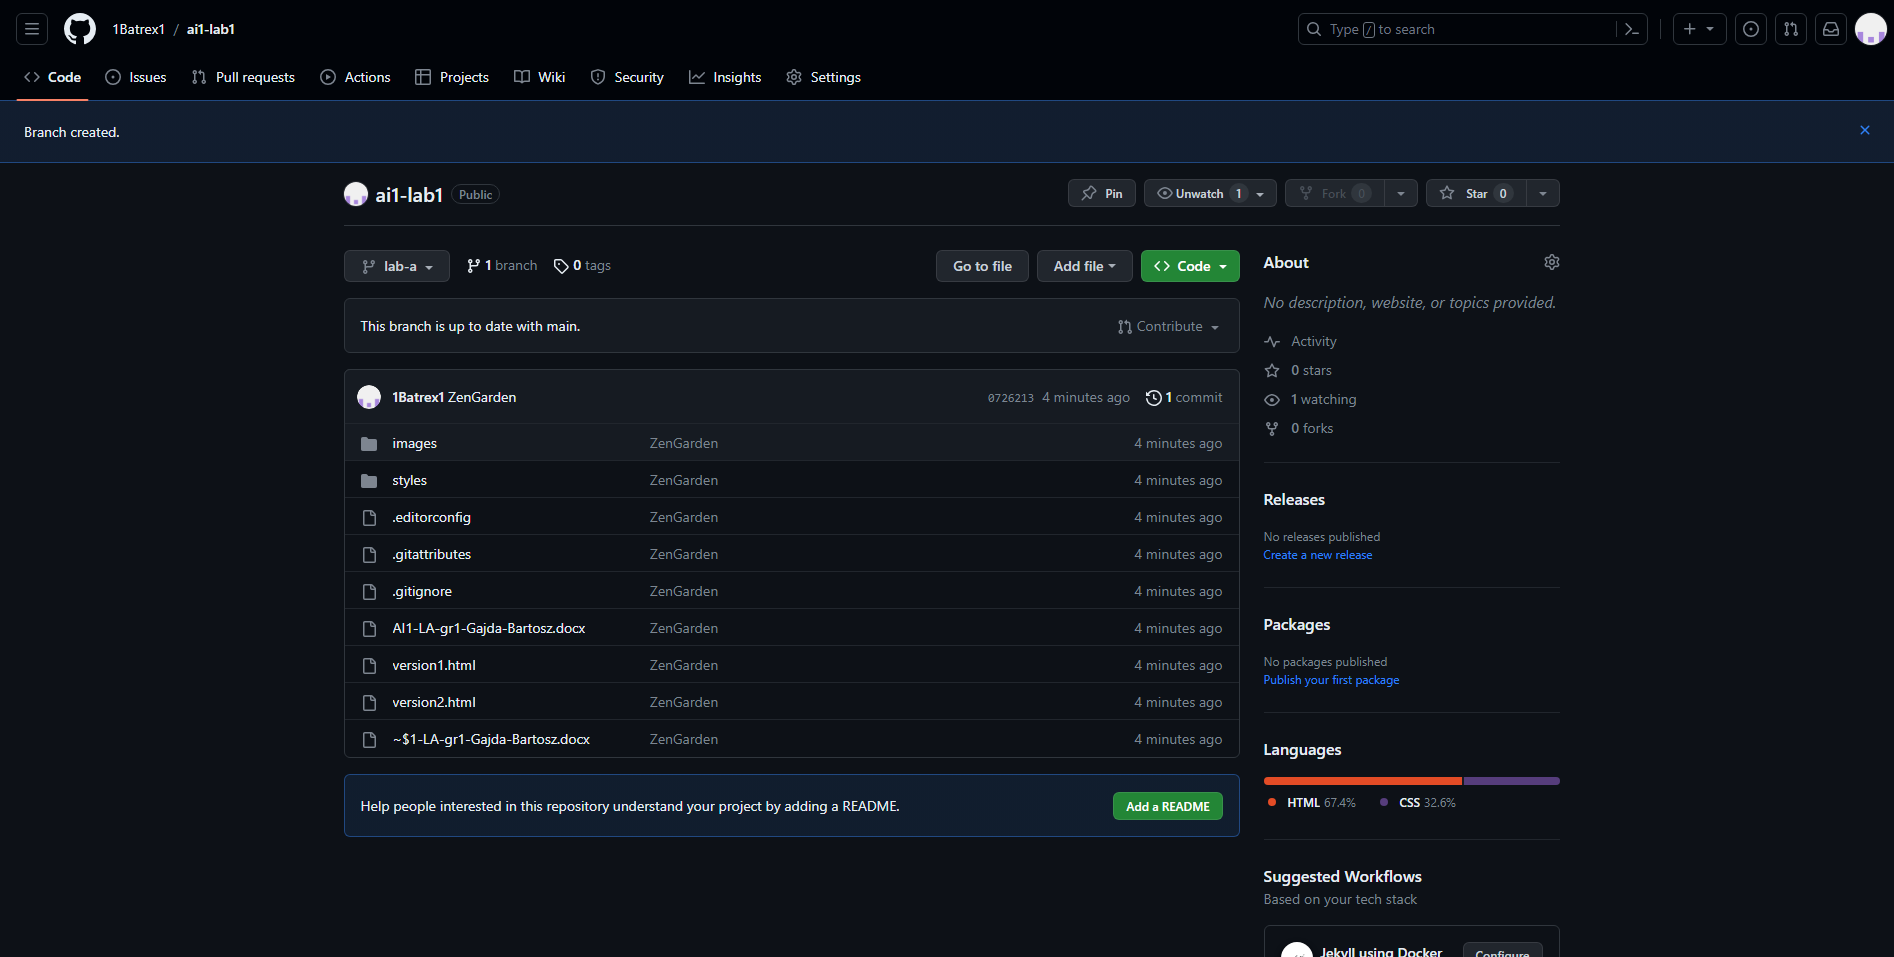 1Batrex1 / ai1-lab1
Type / to search
Code Issues Pull requests Actions Projects Wiki Security Insights Settings
Branch created.
ai1-lab1 Public
Pin Unwatch 1 Fork 0 Star 0
lab-a 1 branch 0 tags
Go to file Add file Code
This branch is up to date with main.
Contribute
1Batrex1 ZenGarden 0726213 4 minutes ago 1 commit
images ZenGarden 4 minutes ago
styles ZenGarden 4 minutes ago
.editorconfig ZenGarden 4 minutes ago
.gitattributes ZenGarden 4 minutes ago
.gitignore ZenGarden 4 minutes ago
AI1-LA-gr1-Gajda-Bartosz.docx ZenGarden 4 minutes ago
version1.html ZenGarden 4 minutes ago
version2.html ZenGarden 4 minutes ago
~$1-LA-gr1-Gajda-Bartosz.docx ZenGarden 4 minutes ago
Help people interested in this repository understand your project by adding a README.
Add a README
About
No description, website, or topics provided.
Activity
0 stars
1 watching
0 forks
Releases
No releases published
Create a new release
Packages
No packages published
Publish your first package
Languages
HTML 67.4% CSS 32.6%
Suggested Workflows
Based on your tech stack
Jekyll using Docker Configure